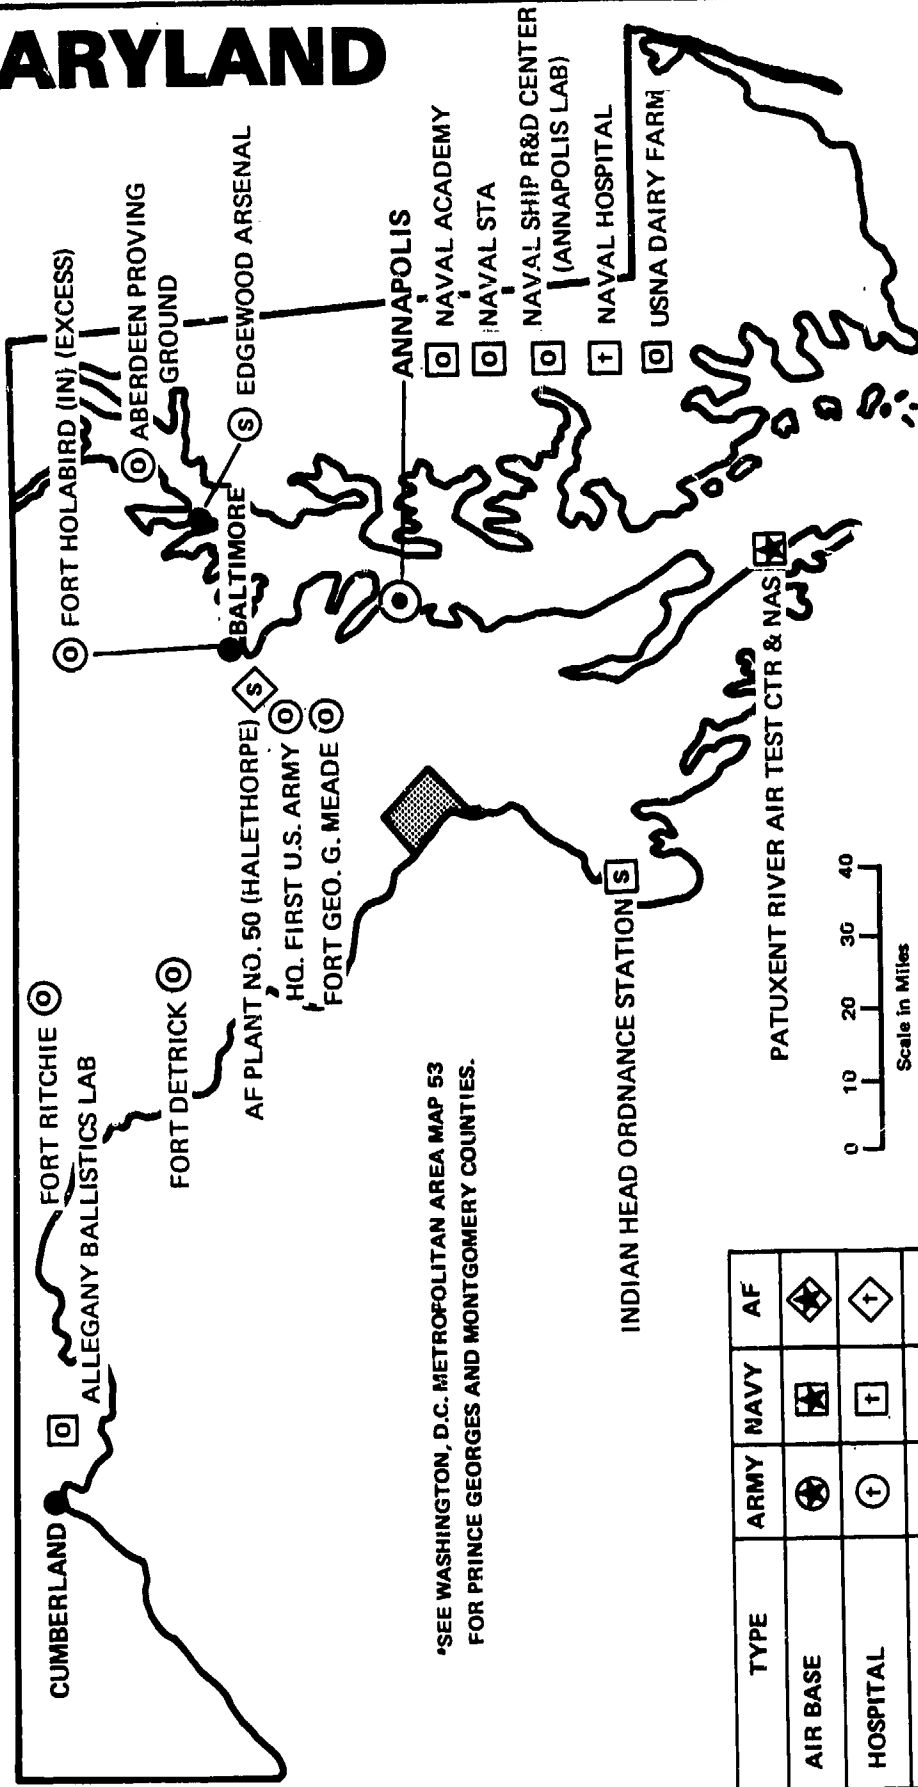 ARYLAND
FORT HOLABIRD (IN) (EXCESS)
O
O ABERDEEN PROVING
GROUND
S EDGEWOOD ARSENAL
BALTIMORE
ANNAPOLIS
O NAVAL ACADEMY
O NAVAL STA
O NAVAL SHIP R&D CENTER
(ANNAPOLIS LAB)
† NAVAL HOSPITAL
O USNA DAIRY FARM
FORT RITCHIE O
ALLEGANY BALLISTICS LAB
O
CUMBERLAND
FORT DETRICK O
AF PLANT NO. 50 (HALETHORPE) S
HQ. FIRST U.S. ARMY O
FORT GEO. G. MEADE O
*SEE WASHINGTON, D.C. METROPOLITAN AREA MAP 53
FOR PRINCE GEORGES AND MONTGOMERY COUNTIES.
INDIAN HEAD ORDNANCE STATION S
PATUXENT RIVER AIR TEST CTR & NAS
0 10 20 30 40
Scale in Miles
TYPE ARMY NAVY AF
AIR BASE
HOSPITAL † † †